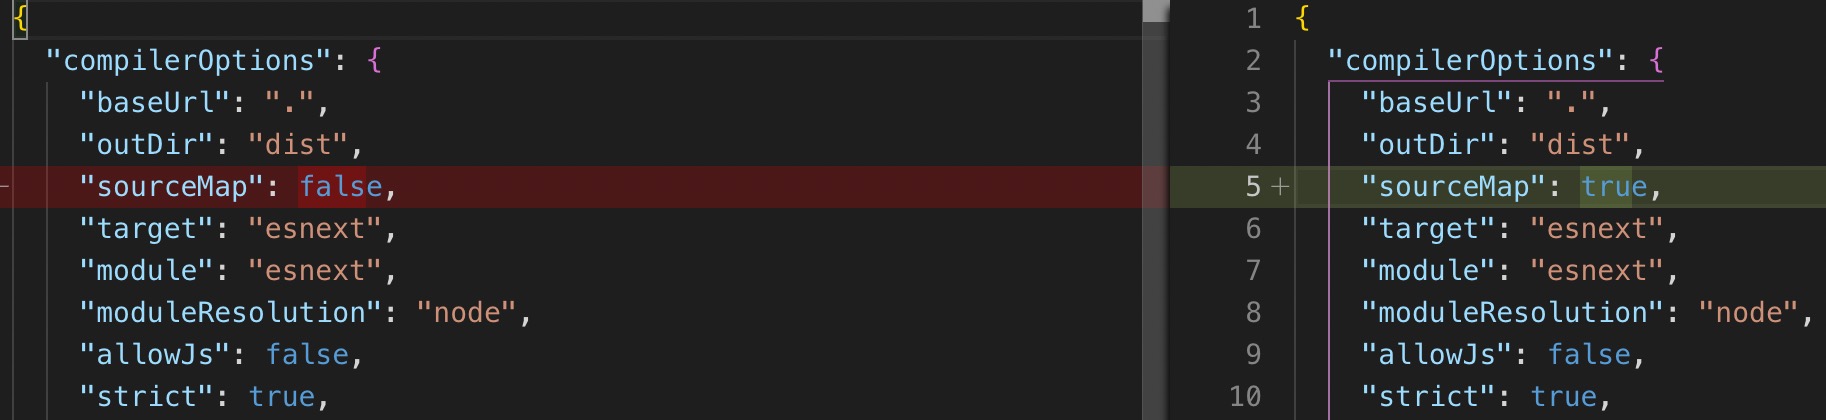 {
"compilerOptions": {
"baseUrl": ".",
"outDir": "dist",
"sourceMap": false,
"target": "esnext",
"module": "esnext",
"moduleResolution": "node",
"allowJs": false,
"strict": true,
1 {
2 "compilerOptions": {
3 "baseUrl": ".",
4 "outDir": "dist",
5 + "sourceMap": true,
6 "target": "esnext",
7 "module": "esnext",
8 "moduleResolution": "node",
9 "allowJs": false,
10 "strict": true,